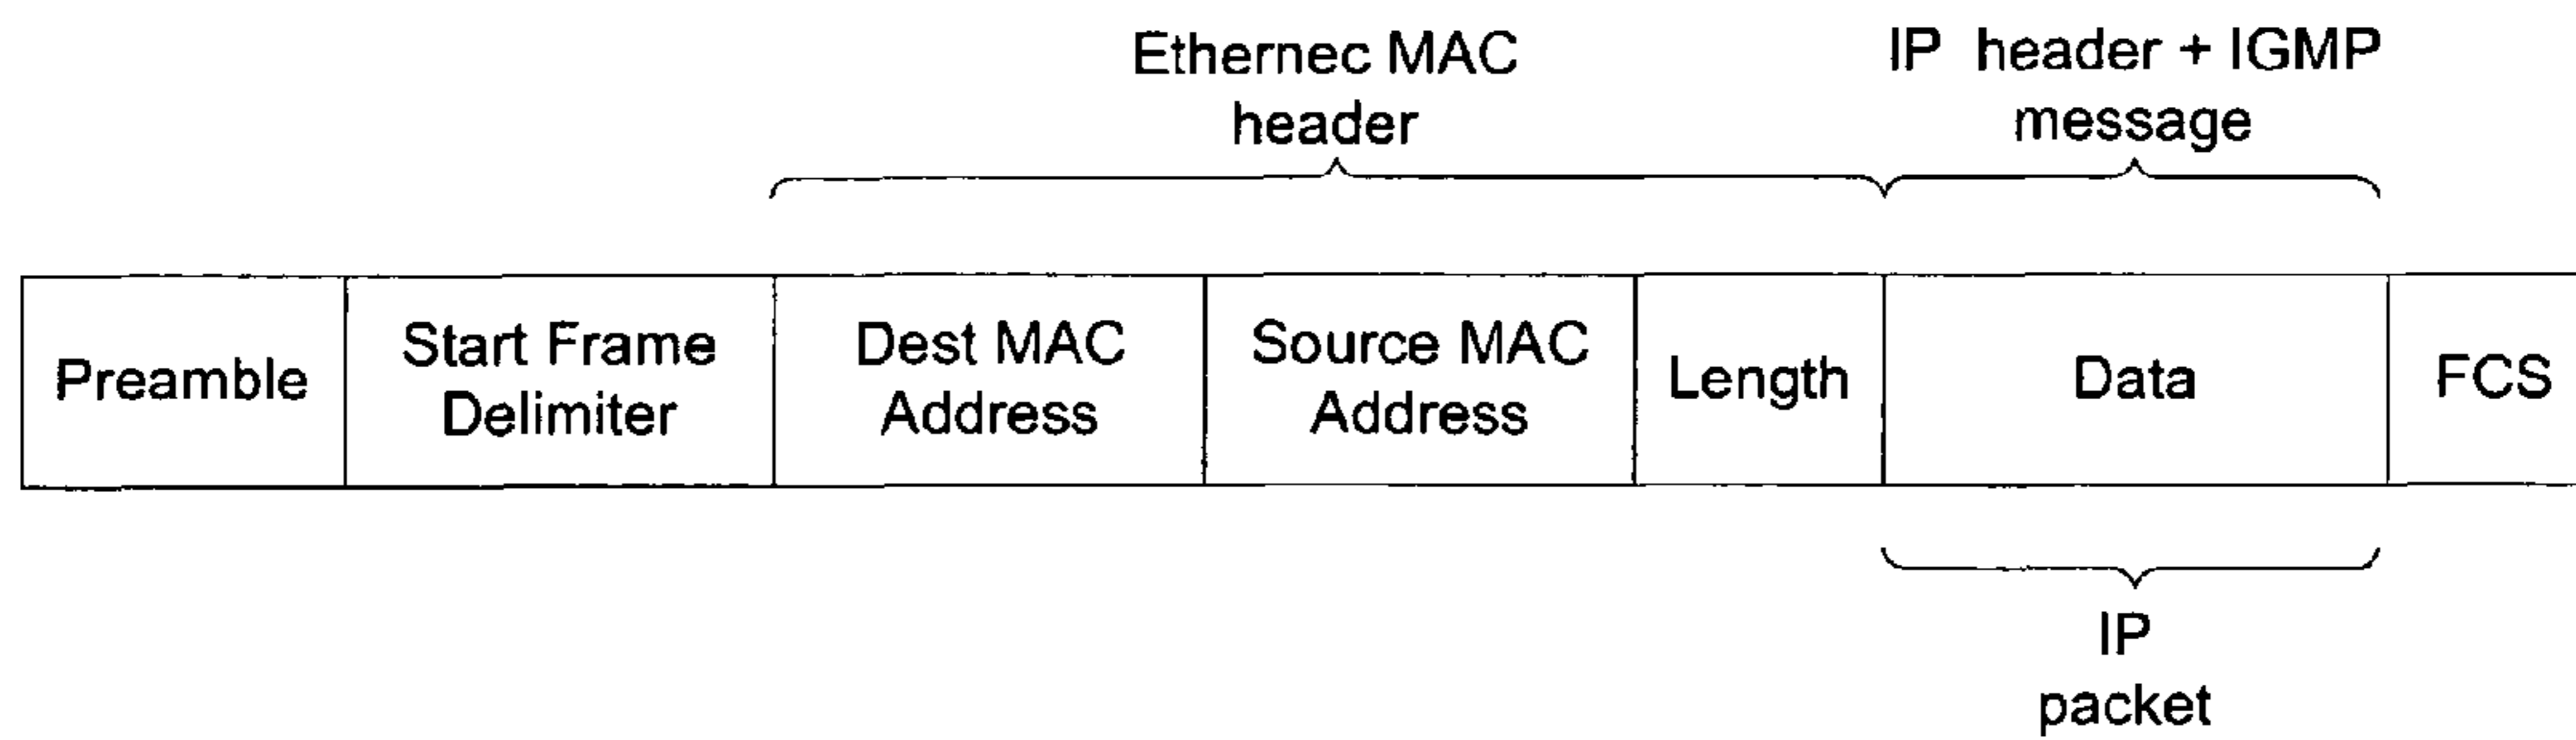 Ethernec MAC
header
IP header + IGMP
message
Preamble
Start Frame
Delimiter
Dest MAC
Address
Source MAC
Address
Length
Data
FCS
IP
packet